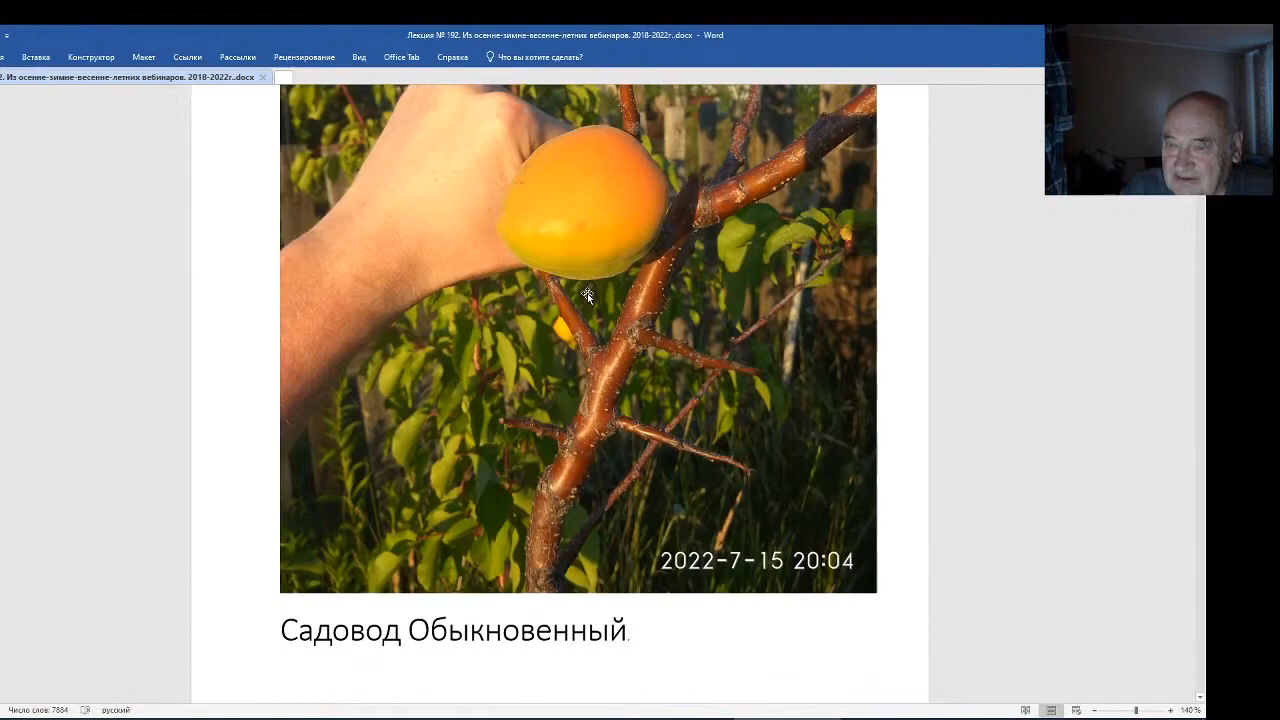 Лекция № 192. Из осенне-зимне-весенне-летних вебинаров. 2018-2022г..docx - Word
Вставка Конструктор Макет Ссылки Рассылки Рецензирование Вид Office Tab Справка Что вы хотите сделать?
2. Из осенне-зимне-весенне-летних вебинаров. 2018-2022г..docx
2022-7-15 20:04
Садовод Обыкновенный.
Число слов: 7884 русский 140 %